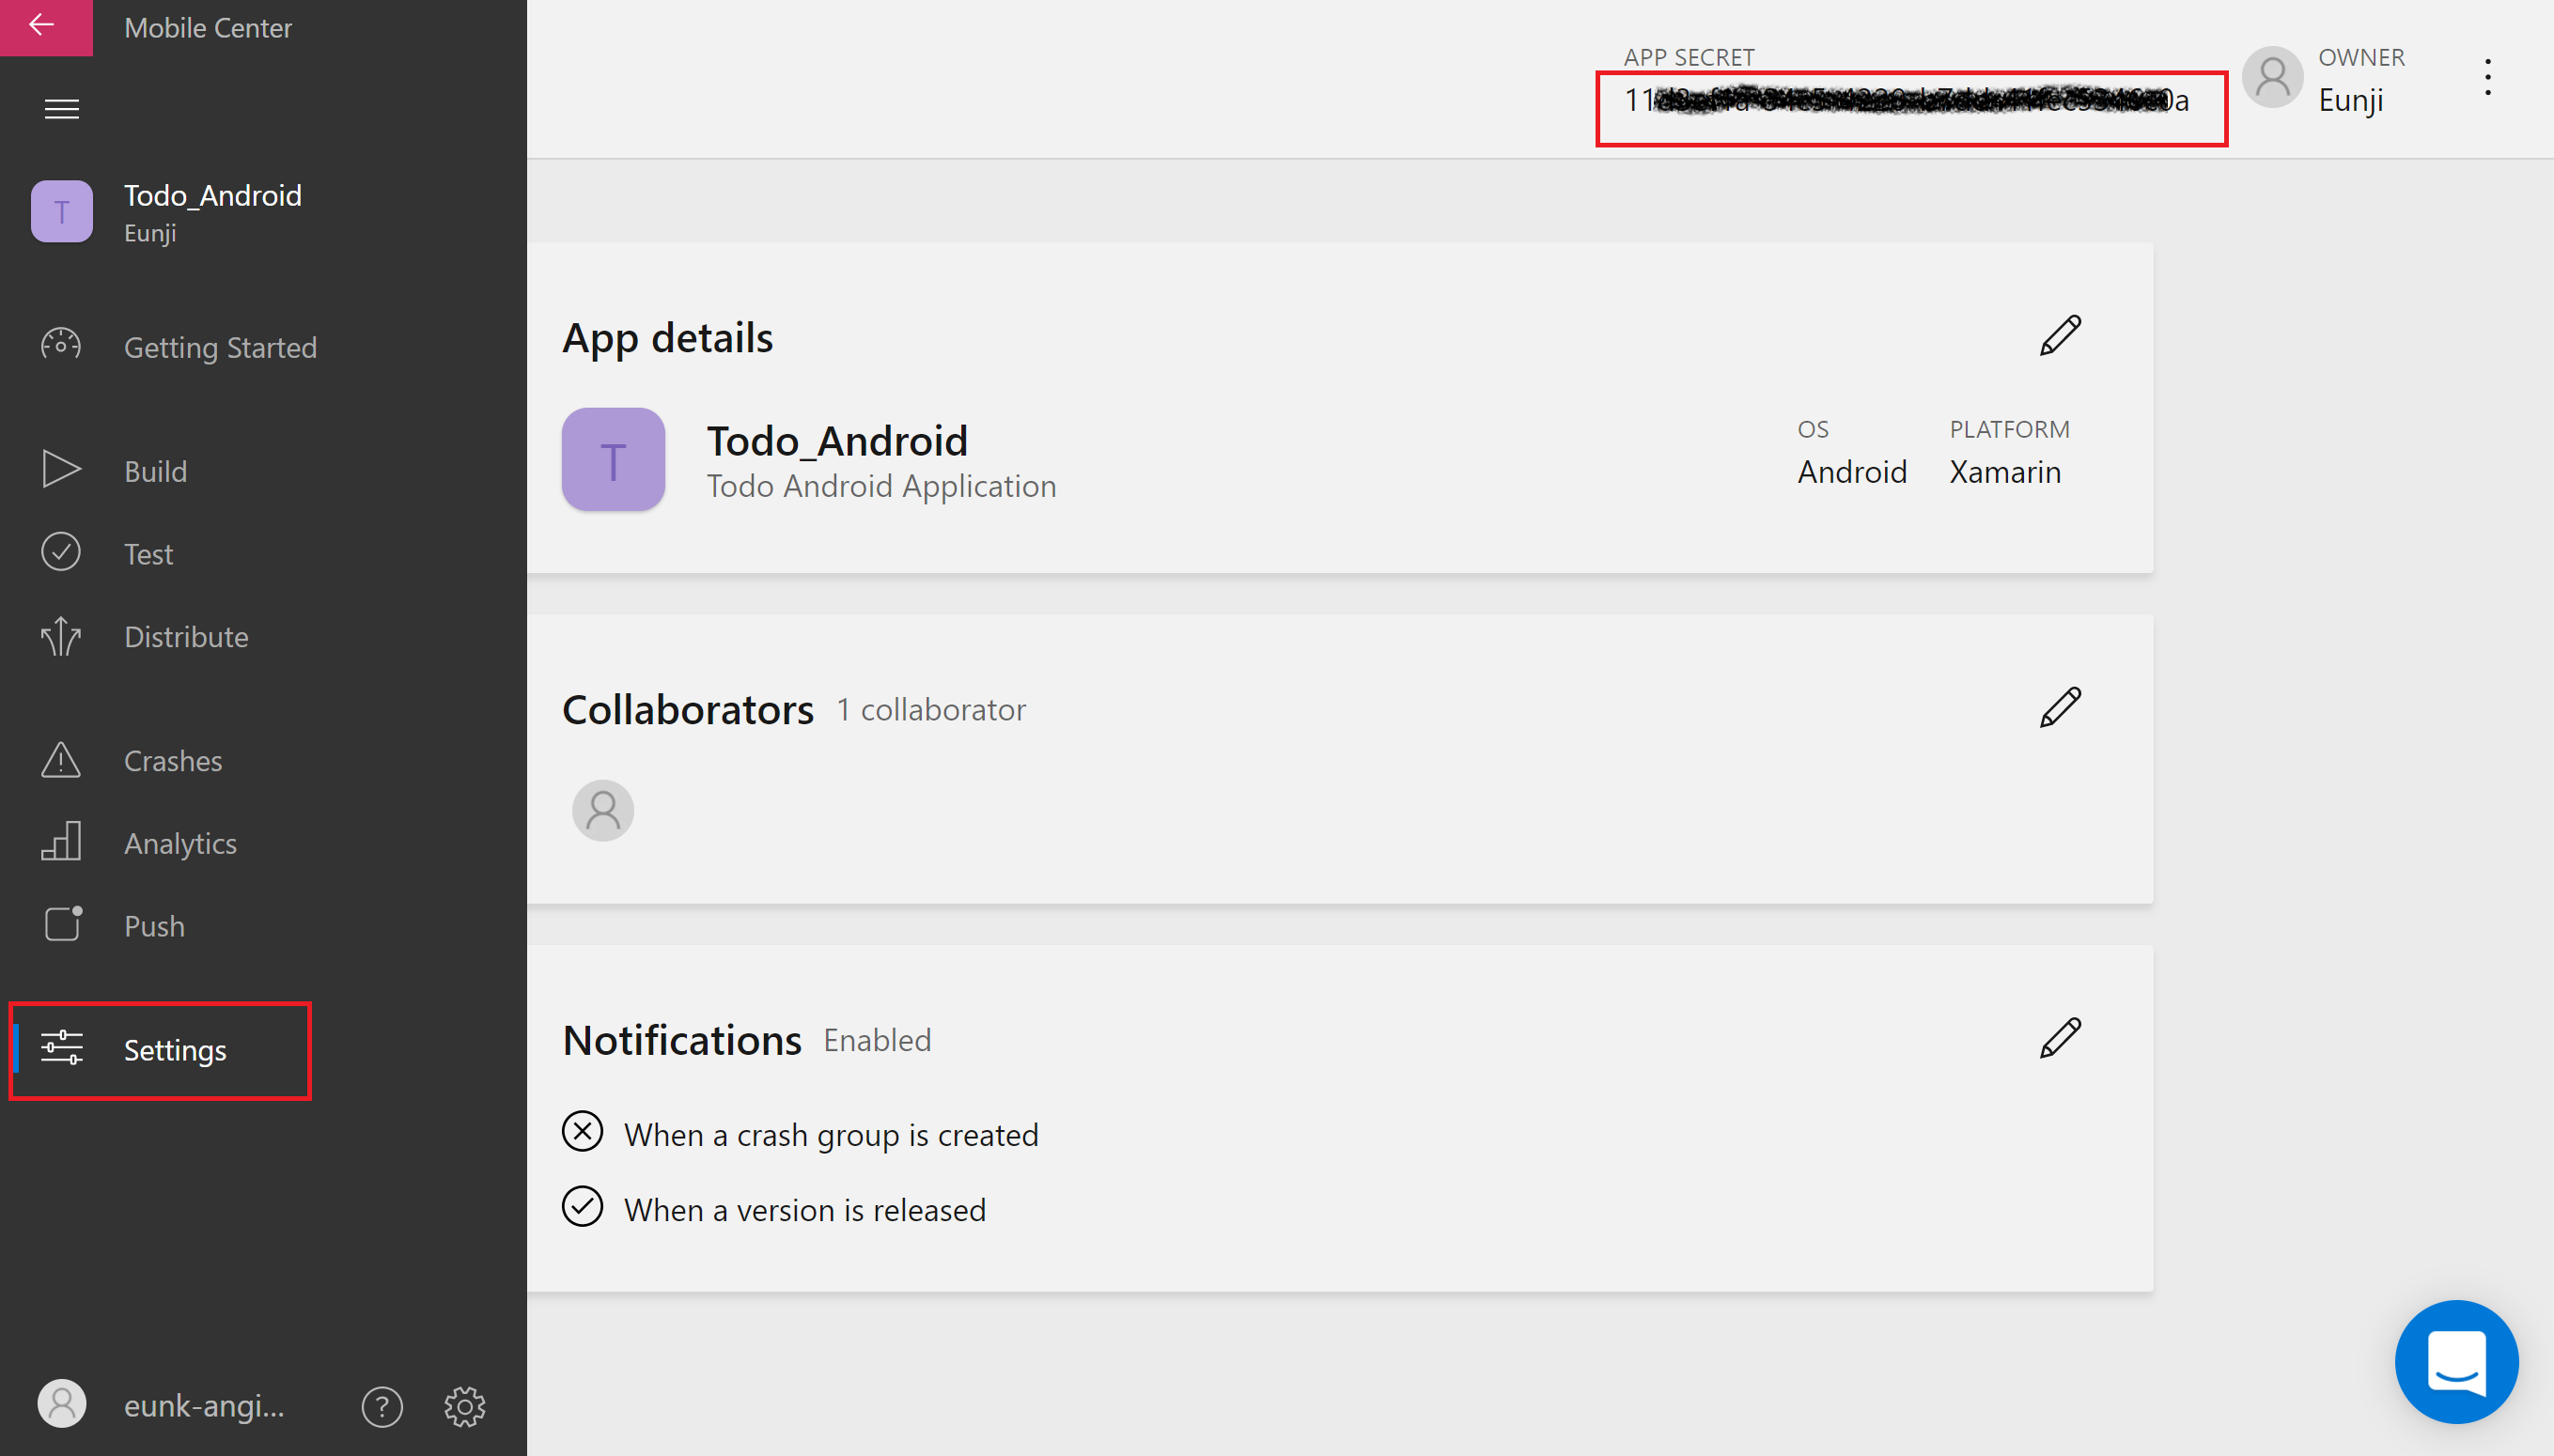 Mobile Center
APP SECRET
OWNER
Eunji
T
Todo_Android
Eunji
Getting Started
Build
Test
Distribute
Crashes
Analytics
Push
Settings
eunk-angi...
?
App details
T
Todo_Android
Todo Android Application
OS
Android
PLATFORM
Xamarin
Collaborators 1 collaborator
Notifications Enabled
When a crash group is created
When a version is released